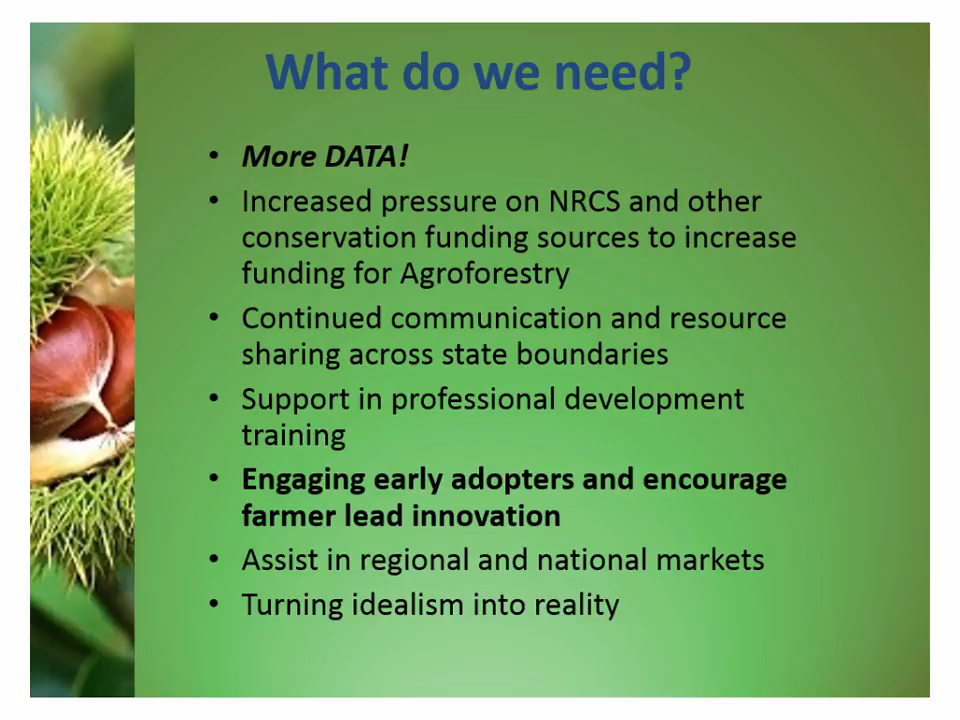 What do we need?
• More DATA!
• Increased pressure on NRCS and other
conservation funding sources to increase
funding for Agroforestry
• Continued communication and resource
sharing across state boundaries
• Support in professional development
training
• Engaging early adopters and encourage
farmer lead innovation
• Assist in regional and national markets
• Turning idealism into reality